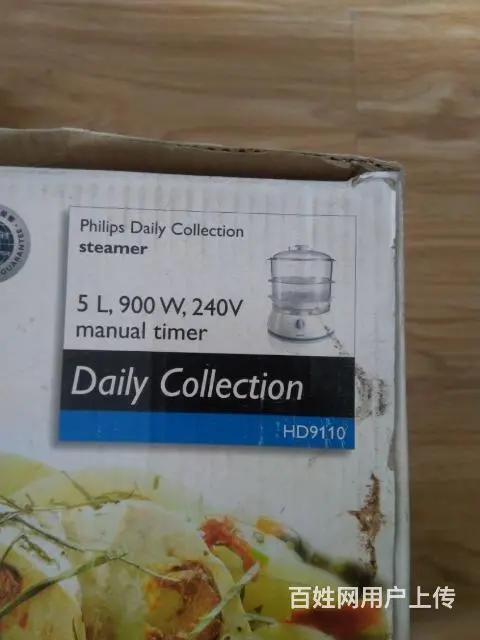 GUARANTEE
Philips Daily Collection
steamer
5 L, 900 W, 240V
manual timer
Daily Collection
HD9110
百姓网用户上传